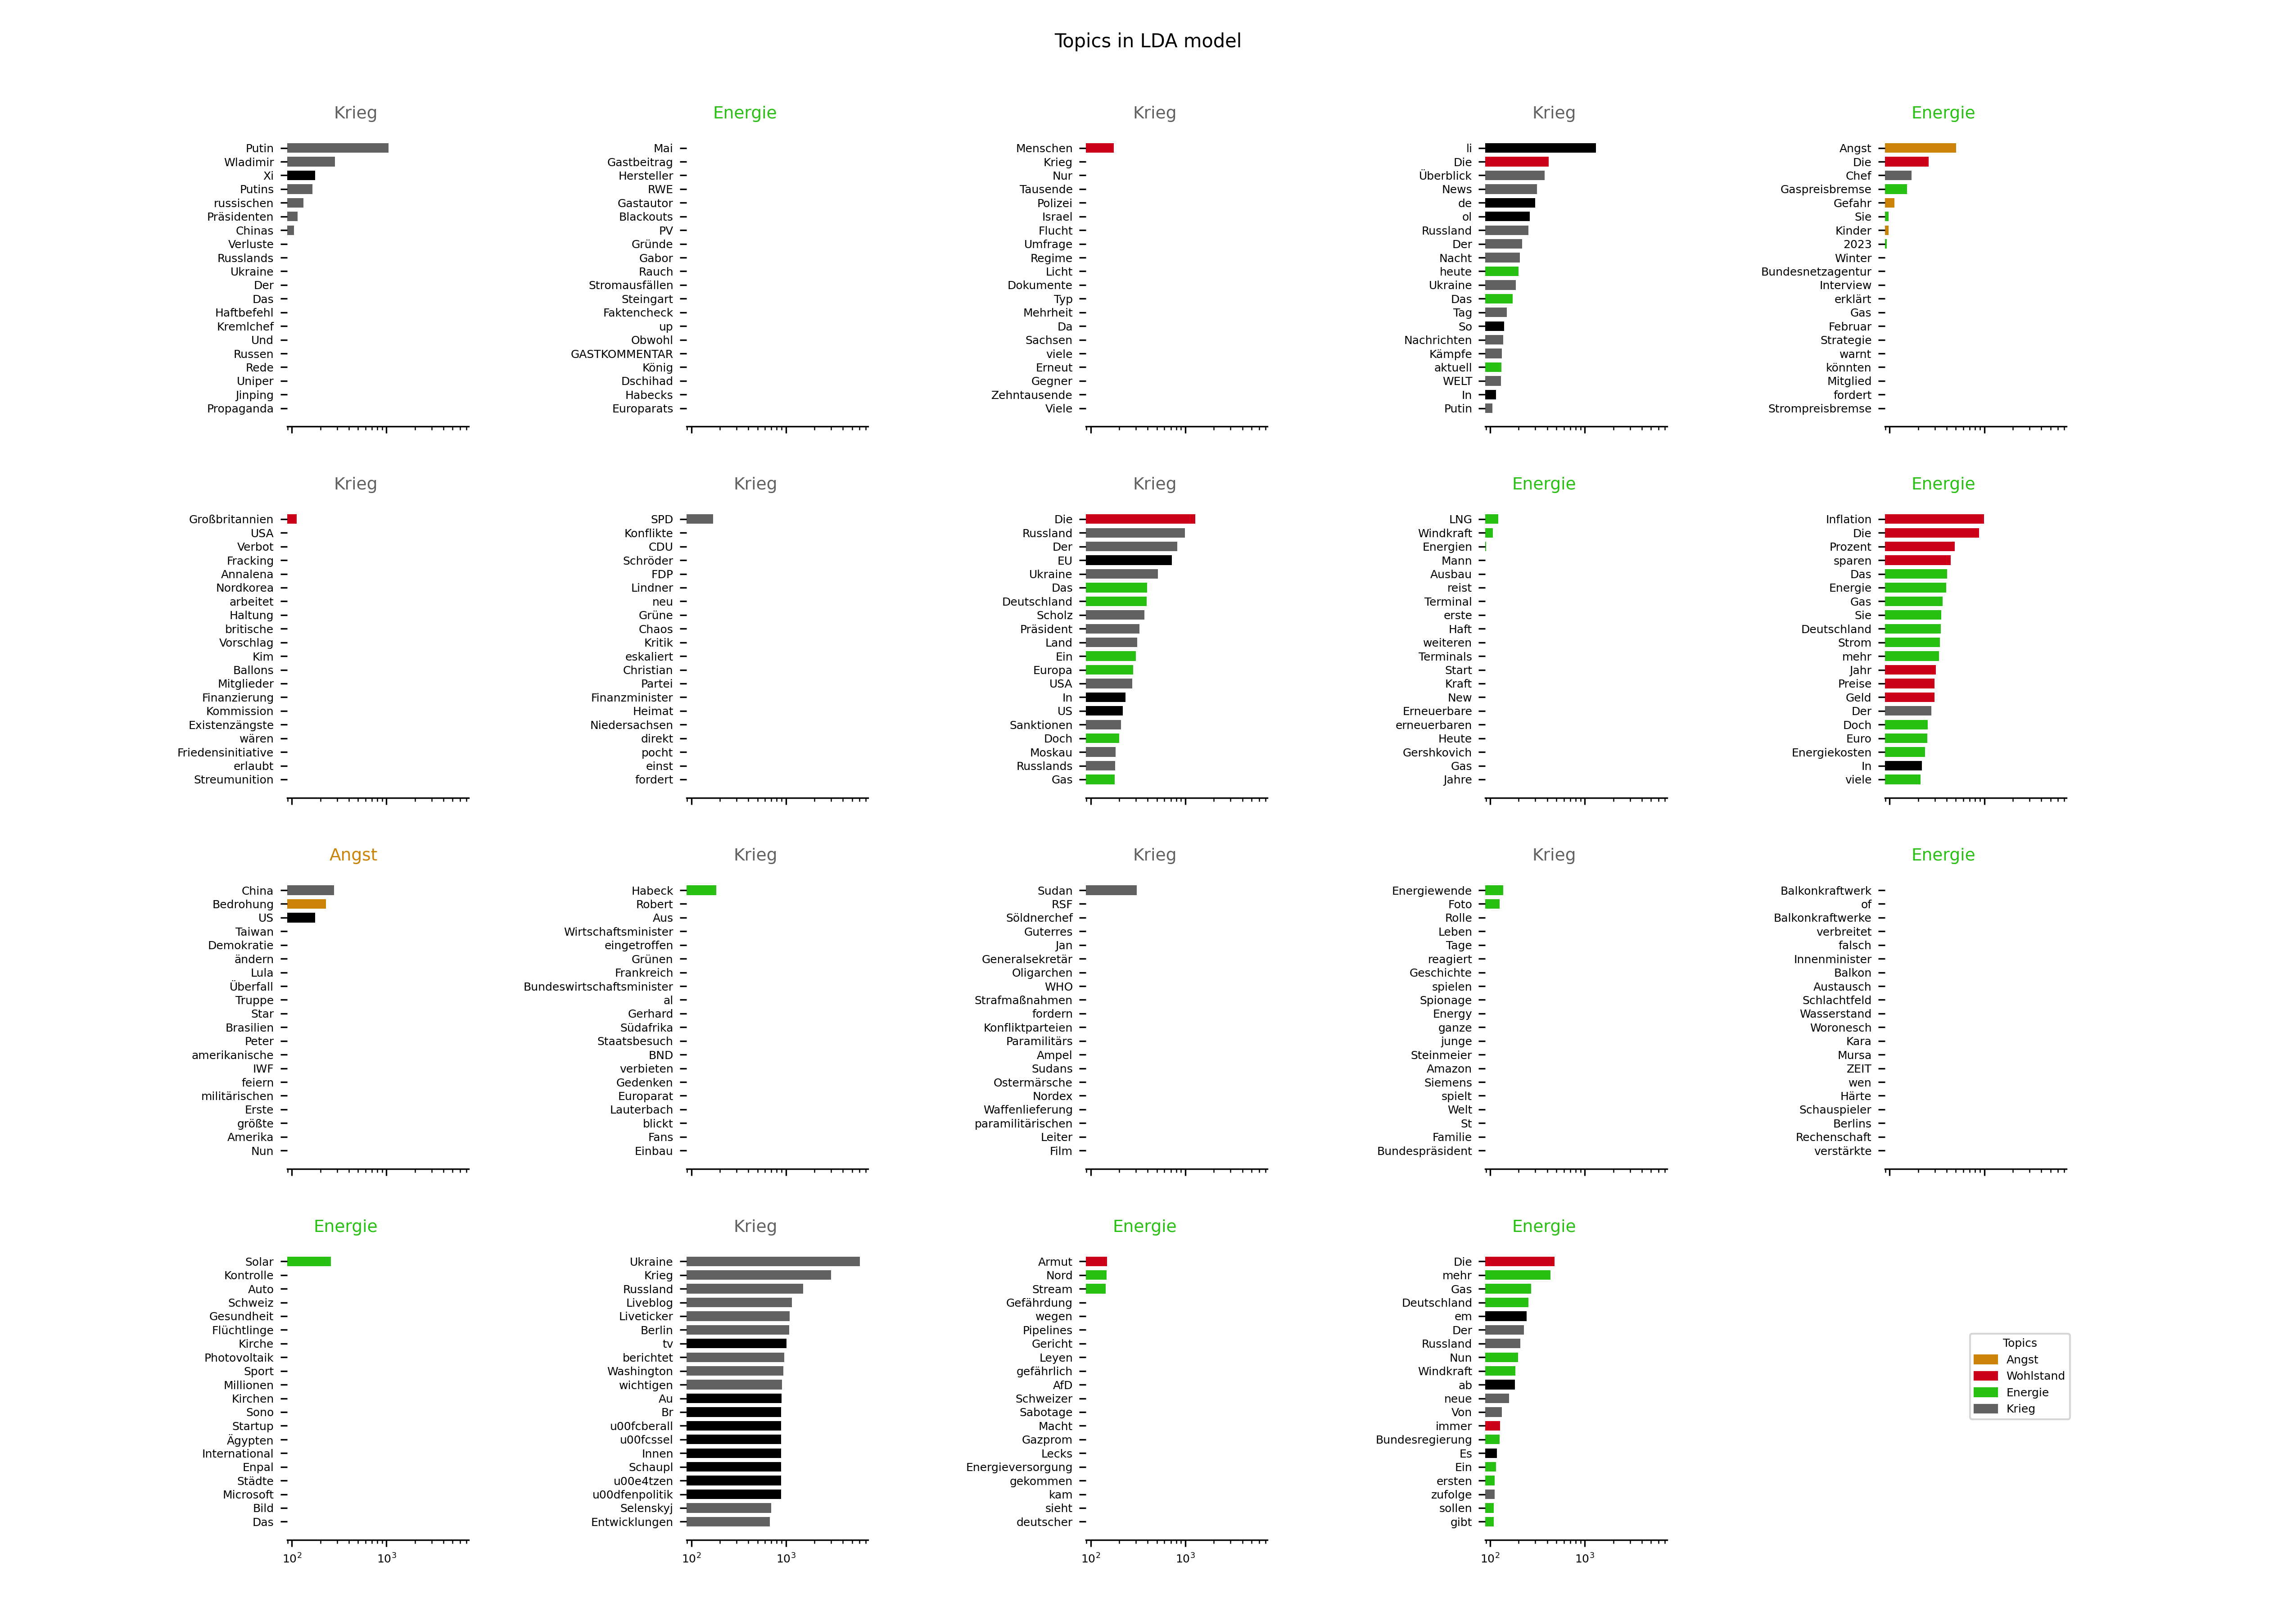 Topics in LDA model
Krieg
Putin
Wladimir
Xi
Putins
russischen
Präsidenten
Chinas
Verluste
Russlands
Ukraine
Der
Das
Haftbefehl
Kremlchef
Und
Russen
Rede
Uniper
Jinping
Propaganda
Energie
Mai
Gastbeitrag
Hersteller
RWE
Gastautor
Blackouts
PV
Gründe
Gabor
Rauch
Stromausfällen
Steingart
Faktencheck
up
Obwohl
GASTKOMMENTAR
König
Dschihad
Habecks
Europarats
Krieg
Menschen
Krieg
Nur
Tausende
Polizei
Israel
Flucht
Umfrage
Regime
Licht
Dokumente
Typ
Mehrheit
Da
Sachsen
viele
Erneut
Gegner
Zehntausende
Viele
Krieg
li
Die
Überblick
News
de
ol
Russland
Der
Nacht
heute
Ukraine
Das
Tag
So
Nachrichten
Kämpfe
aktuell
WELT
In
Putin
Energie
Angst
Die
Chef
Gaspreisbremse
Gefahr
Sie
Kinder
2023
Winter
Bundesnetzagentur
Interview
erklärt
Gas
Februar
Strategie
warnt
könnten
Mitglied
fordert
Strompreisbremse
Krieg
Großbritannien
USA
Verbot
Fracking
Annalena
Nordkorea
arbeitet
Haltung
britische
Vorschlag
Kim
Ballons
Mitglieder
Finanzierung
Kommission
Existenzängste
wären
Friedensinitiative
erlaubt
Streumunition
Krieg
SPD
Konflikte
CDU
Schröder
FDP
Lindner
neu
Grüne
Chaos
Kritik
eskaliert
Christian
Partei
Finanzminister
Heimat
Niedersachsen
direkt
pocht
einst
fordert
Krieg
Die
Russland
Der
EU
Ukraine
Das
Deutschland
Scholz
Präsident
Land
Ein
Europa
USA
In
US
Sanktionen
Doch
Moskau
Russlands
Gas
Energie
LNG
Windkraft
Energien
Mann
Ausbau
reist
Terminal
erste
Haft
weiteren
Terminals
Start
Kraft
New
Erneuerbare
erneuerbaren
Heute
Gershkovich
Gas
Jahre
Energie
Inflation
Die
Prozent
sparen
Das
Energie
Gas
Sie
Deutschland
Strom
mehr
Jahr
Preise
Geld
Der
Doch
Euro
Energiekosten
In
viele
Angst
China
Bedrohung
US
Taiwan
Demokratie
ändern
Lula
Überfall
Truppe
Star
Brasilien
Peter
amerikanische
IWF
feiern
militärischen
Erste
größte
Amerika
Nun
Krieg
Habeck
Robert
Aus
Wirtschaftsminister
eingetroffen
Grünen
Frankreich
Bundeswirtschaftsminister
al
Gerhard
Südafrika
Staatsbesuch
BND
verbieten
Gedenken
Europarat
Lauterbach
blickt
Fans
Einbau
Krieg
Sudan
RSF
Söldnerchef
Guterres
Jan
Generalsekretär
Oligarchen
WHO
Strafmaßnahmen
fordern
Konfliktparteien
Paramilitärs
Ampel
Sudans
Ostermärsche
Nordex
Waffenlieferung
paramilitärischen
Leiter
Film
Krieg
Energiewende
Foto
Rolle
Leben
Tage
reagiert
Geschichte
spielen
Spionage
Energy
ganze
junge
Steinmeier
Amazon
Siemens
spielt
Welt
St
Familie
Bundespräsident
Energie
Balkonkraftwerk
of
Balkonkraftwerke
verbreitet
falsch
Innenminister
Balkon
Austausch
Schlachtfeld
Wasserstand
Woronesch
Kara
Mursa
ZEIT
wen
Härte
Schauspieler
Berlins
Rechenschaft
verstärkte
Energie
Solar
Kontrolle
Auto
Schweiz
Gesundheit
Flüchtlinge
Kirche
Photovoltaik
Sport
Millionen
Kirchen
Sono
Startup
Ägypten
International
Enpal
Städte
Microsoft
Bild
Das
10² 10³
Krieg
Ukraine
Krieg
Russland
Liveblog
Liveticker
Berlin
tv
berichtet
Washington
wichtigen
Au
Br
u00fcberall
u00fcssel
Innen
Schaupl
u00e4tzen
u00dfenpolitik
Selenskyj
Entwicklungen
10² 10³
Energie
Armut
Nord
Stream
Gefährdung
wegen
Pipelines
Gericht
Leyen
gefährlich
AfD
Schweizer
Sabotage
Macht
Gazprom
Lecks
Energieversorgung
gekommen
kam
sieht
deutscher
10² 10³
Energie
Die
mehr
Gas
Deutschland
em
Der
Russland
Nun
Windkraft
ab
neue
Von
immer
Bundesregierung
Es
Ein
ersten
zufolge
sollen
gibt
10² 10³
Topics
Angst
Wohlstand
Energie
Krieg